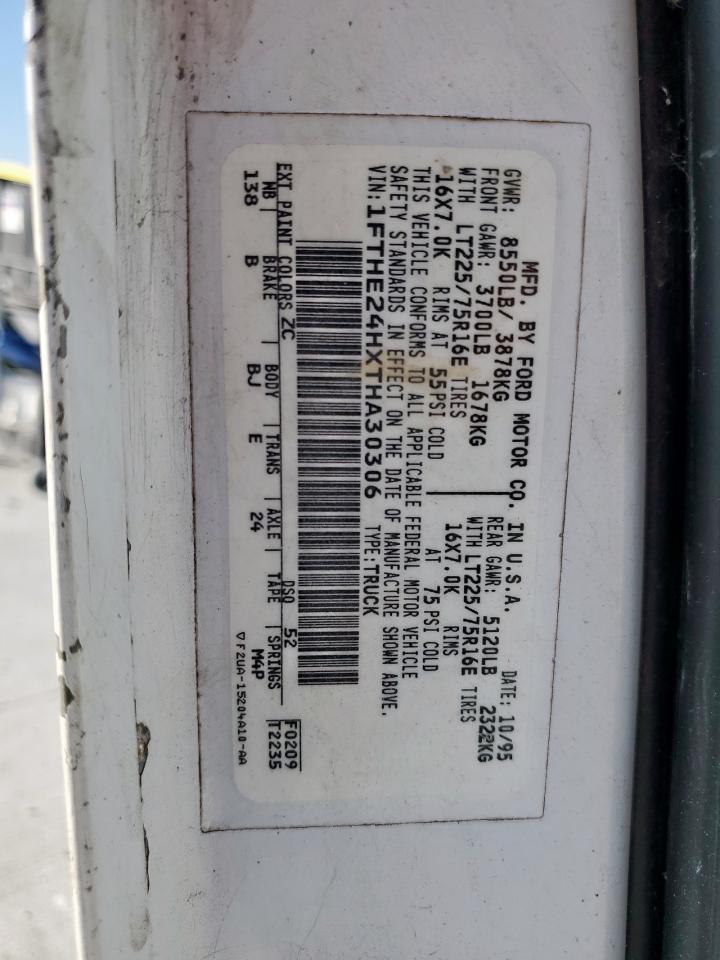 MFD. BY FORD MOTOR CO. IN U.S.A.
DATE: 10/95
GVWR: 8550LB/ 3878KG
FRONT GAWR: 3700LB 1678KG
WITH LT225/75R16E TIRES
16X7.0K RIMS AT 55PSI COLD
REAR GAWR: 5120LB 2322KG
WITH LT225/75R16E TIRES
16X7.0K RIMS
AT 75 PSI COLD
THIS VEHICLE CONFORMS TO ALL APPLICABLE FEDERAL MOTOR VEHICLE
SAFETY STANDARDS IN EFFECT ON THE DATE OF MANUFACTURE SHOWN ABOVE.
VIN: 1FTHE24HXTHA30306 TYPE: TRUCK
EXT PAINT COLORS ZC DSO 52 F0209
WB BRAKE BODY TRANS AXLE TAPE SPRINGS T2235
138 B BJ E 24 M4P
F2UA-15204A10-AA